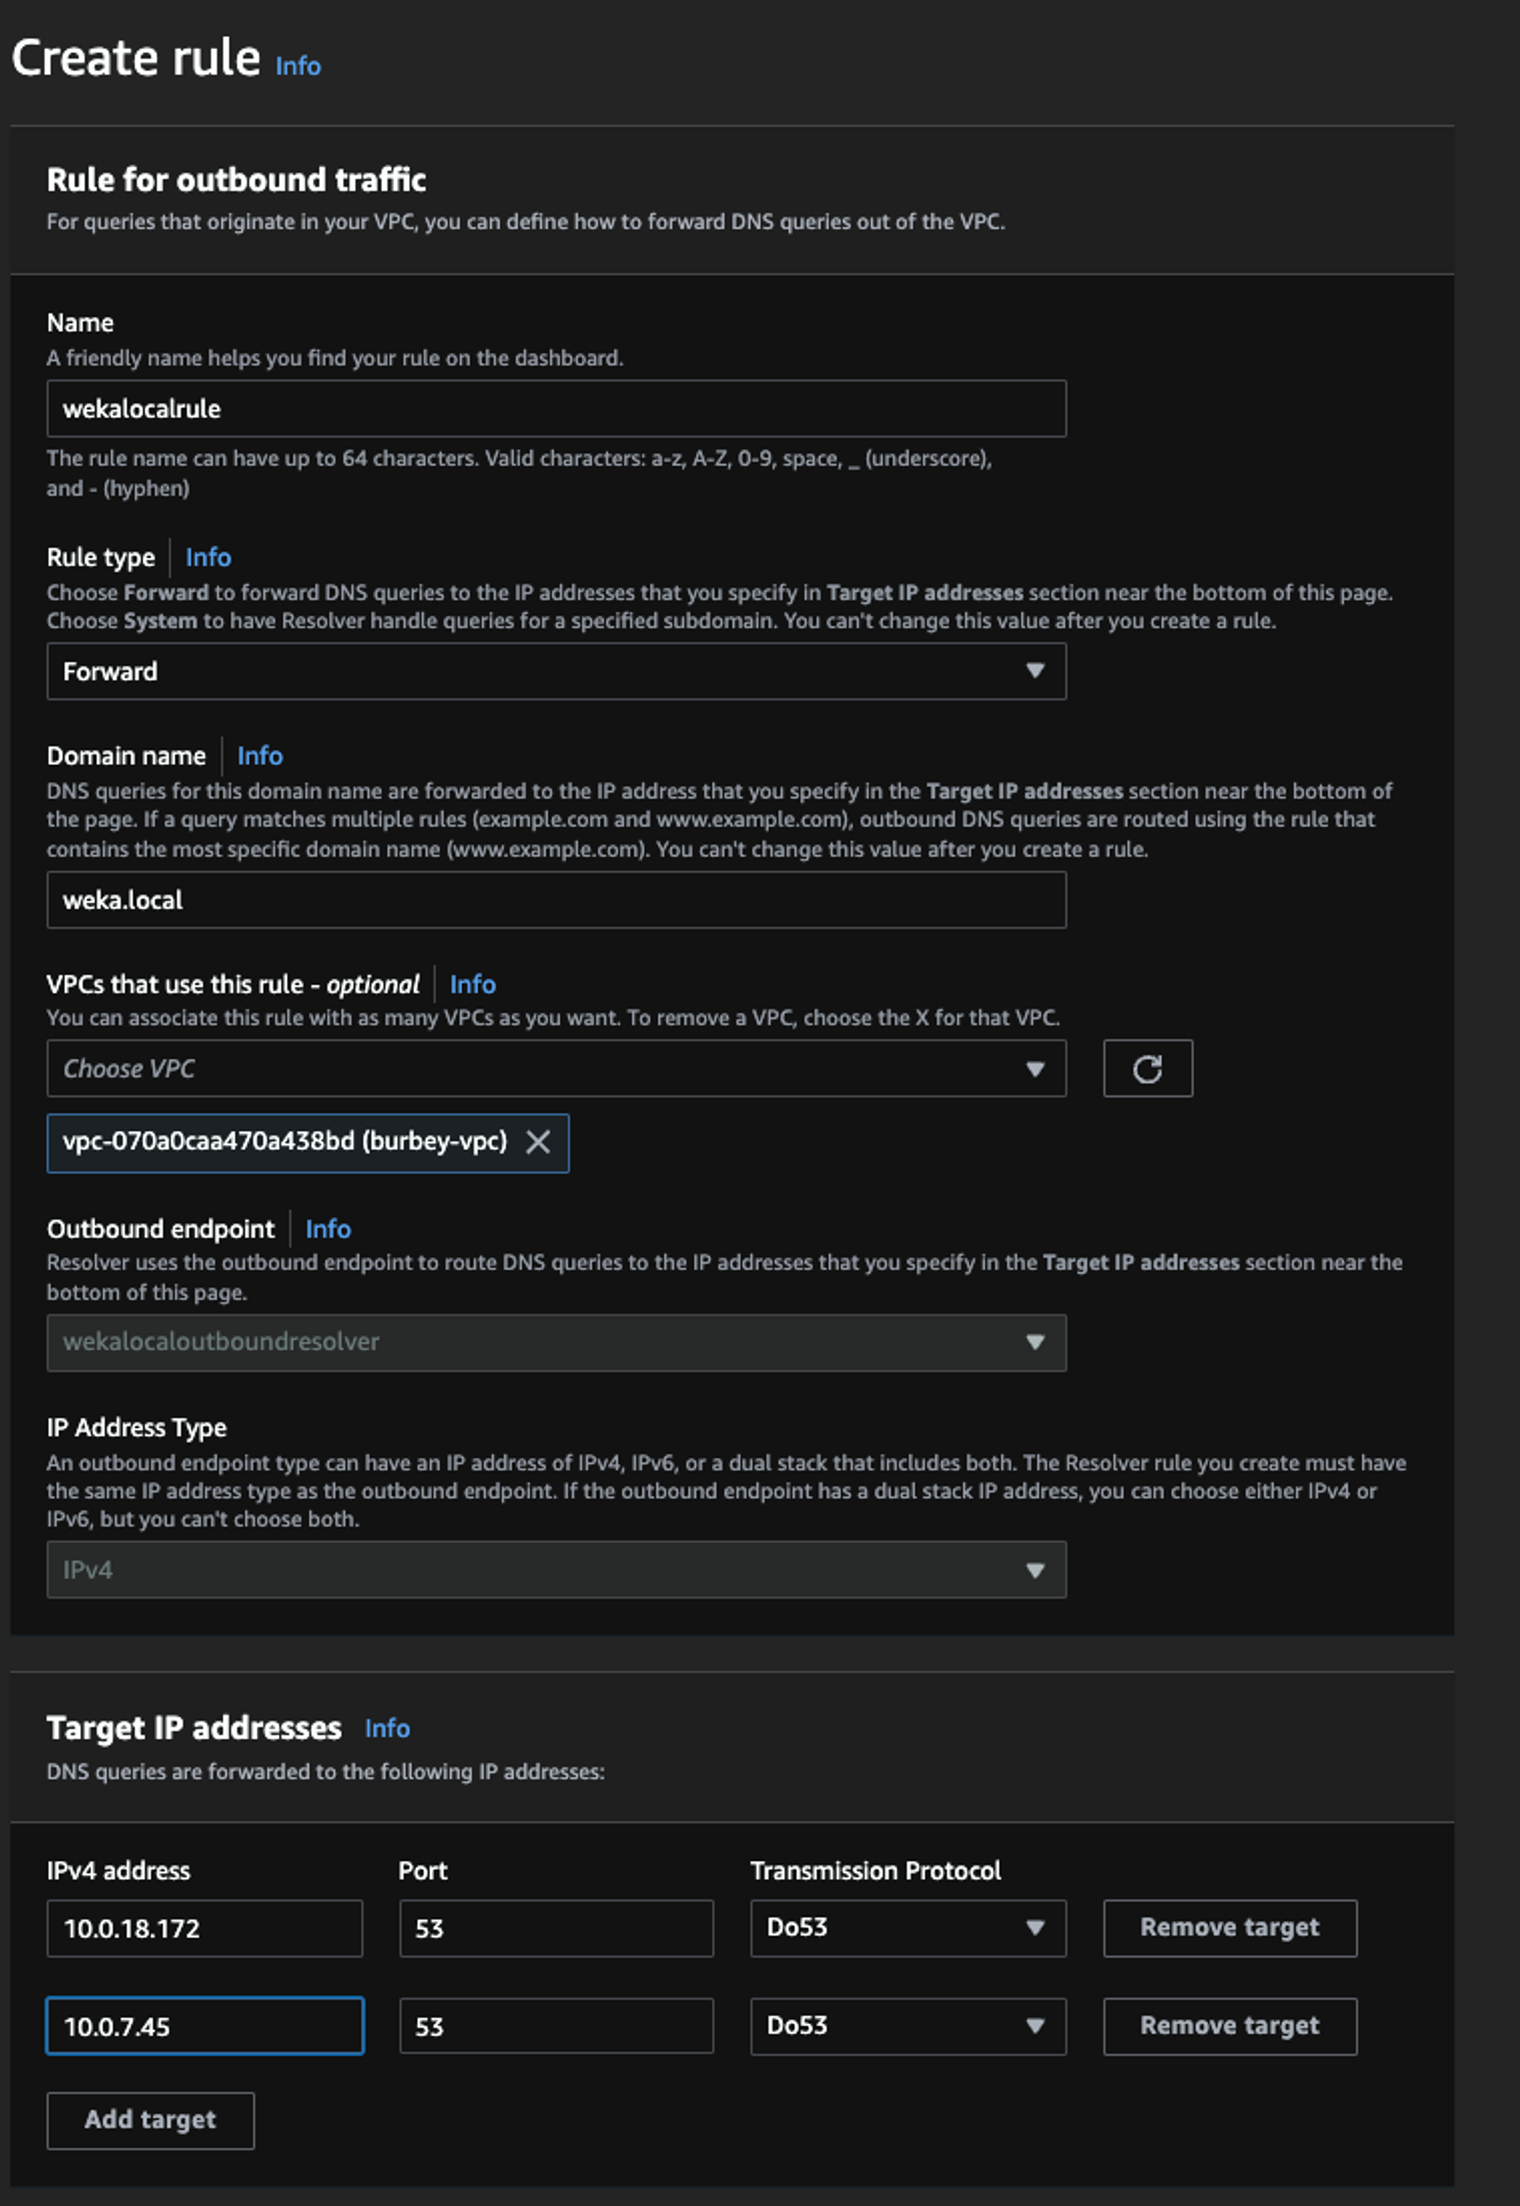 Create rule Info
Rule for outbound traffic
For queries that originate in your VPC, you can define how to forward DNS queries out of the VPC.
Name
A friendly name helps you find your rule on the dashboard.
wekalocalrule
The rule name can have up to 64 characters. Valid characters: a-z, A-Z, 0-9, space, _ (underscore),
and - (hyphen)
Rule type Info
Choose Forward to forward DNS queries to the IP addresses that you specify in Target IP addresses section near the bottom of this page.
Choose System to have Resolver handle queries for a specified subdomain. You can't change this value after you create a rule.
Forward
Domain name Info
DNS queries for this domain name are forwarded to the IP address that you specify in the Target IP addresses section near the bottom of
the page. If a query matches multiple rules (example.com and www.example.com), outbound DNS queries are routed using the rule that
contains the most specific domain name (www.example.com). You can't change this value after you create a rule.
weka.local
VPCs that use this rule - optional Info
You can associate this rule with as many VPCs as you want. To remove a VPC, choose the X for that VPC.
Choose VPC
vpc-070a0caa470a438bd (burbey-vpc)
Outbound endpoint Info
Resolver uses the outbound endpoint to route DNS queries to the IP addresses that you specify in the Target IP addresses section near the
bottom of this page.
wekalocaloutboundresolver
IP Address Type
An outbound endpoint type can have an IP address of IPv4, IPv6, or a dual stack that includes both. The Resolver rule you create must have
the same IP address type as the outbound endpoint. If the outbound endpoint has a dual stack IP address, you can choose either IPv4 or
IPv6, but you can't choose both.
IPv4
Target IP addresses Info
DNS queries are forwarded to the following IP addresses:
IPv4 address Port Transmission Protocol
10.0.18.172 53 Do53 Remove target
10.0.7.45 53 Do53 Remove target
Add target